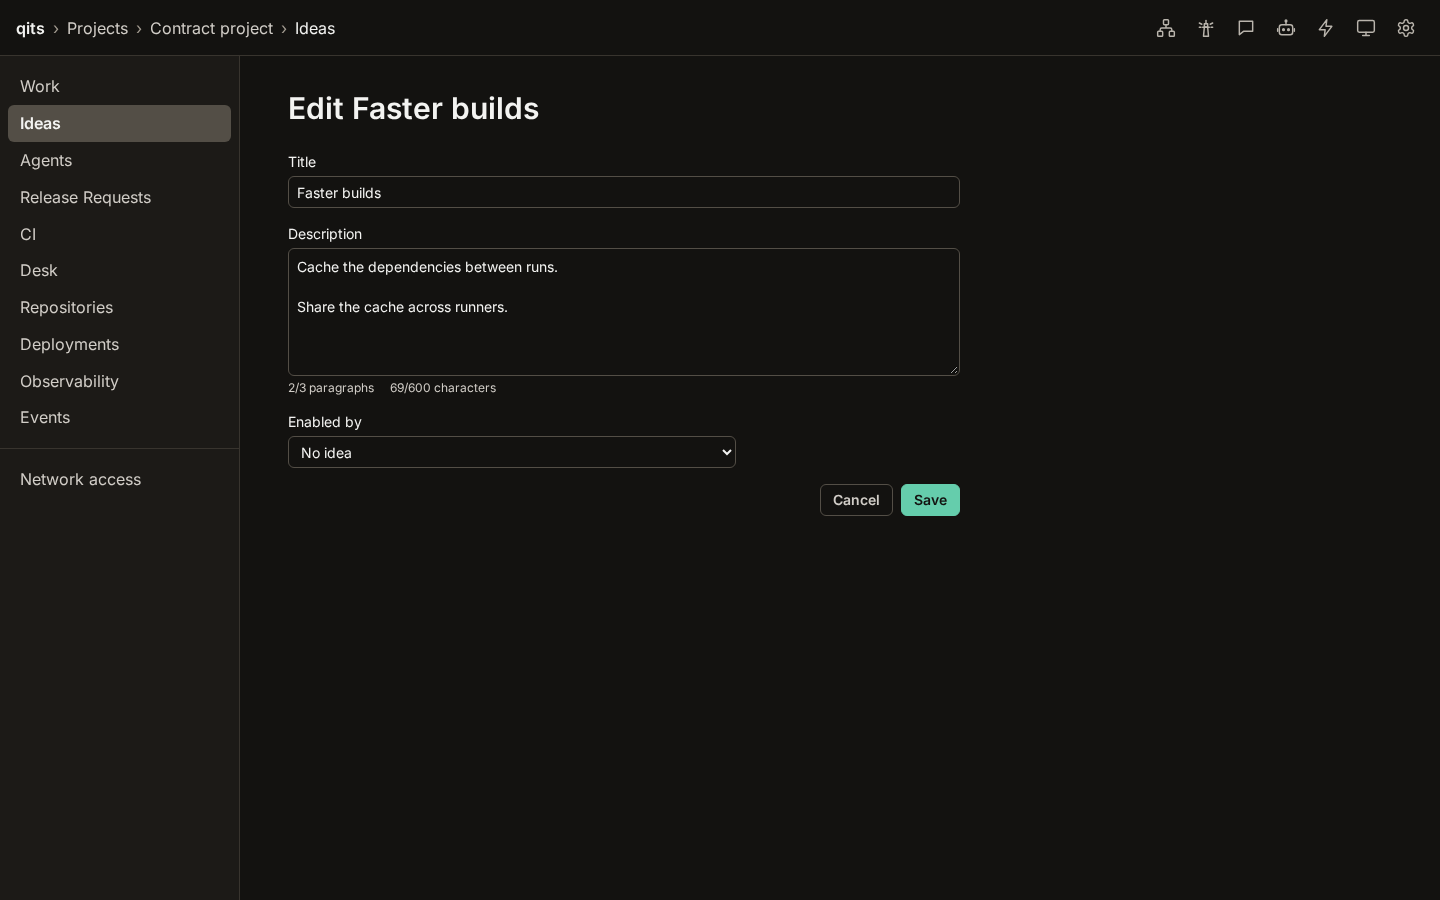 qits › Projects › Contract project › Ideas
Work
Ideas
Agents
Release Requests
CI
Desk
Repositories
Deployments
Observability
Events
Network access
Edit Faster builds
Title
Faster builds
Description
Cache the dependencies between runs.
Share the cache across runners.
2/3 paragraphs 69/600 characters
Enabled by
No idea
Cancel Save